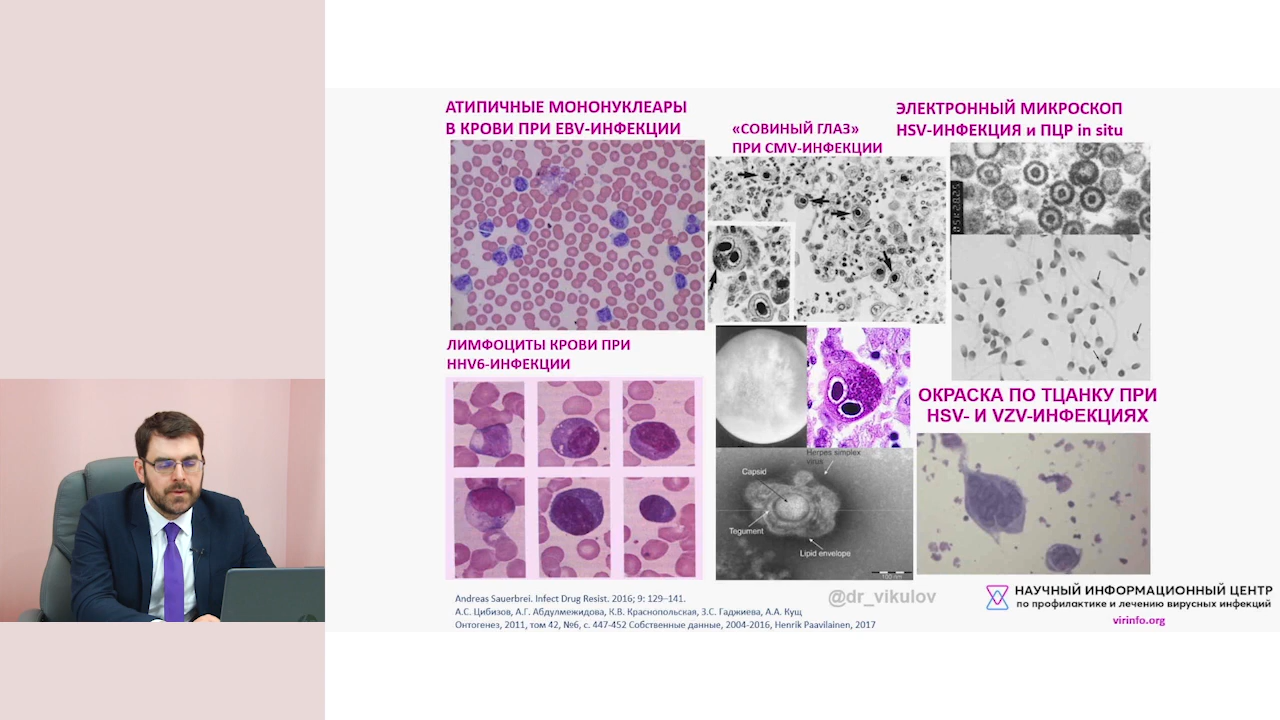 АТИПИЧНЫЕ МОНОНУКЛЕАРЫ
В КРОВИ ПРИ EBV-ИНФЕКЦИИ
«СОВИНЫЙ ГЛАЗ»
ПРИ CMV-ИНФЕКЦИИ
ЭЛЕКТРОННЫЙ МИКРОСКОП
HSV-ИНФЕКЦИЯ и ПЦР in situ
ЛИМФОЦИТЫ КРОВИ ПРИ
HHV6-ИНФЕКЦИИ
ОКРАСКА ПО ТЦАНКУ ПРИ
HSV- И VZV-ИНФЕКЦИЯХ
Herpes simplex
virus
Capsid
Tegument
Lipid envelope
100 nm
Andreas Sauerbrei. Infect Drug Resist. 2016; 9: 129–141.
А.С. Цибизов, А.Г. Абдулмежидова, К.В. Краснопольская, З.С. Гаджиева, А.А. Кущ
Онтогенез, 2011, том 42, №6, с. 447-452 Собственные данные, 2004-2016, Henrik Paavilainen, 2017
@dr_vikulov
НАУЧНЫЙ ИНФОРМАЦИОННЫЙ ЦЕНТР
по профилактике и лечению вирусных инфекций
virinfo.org